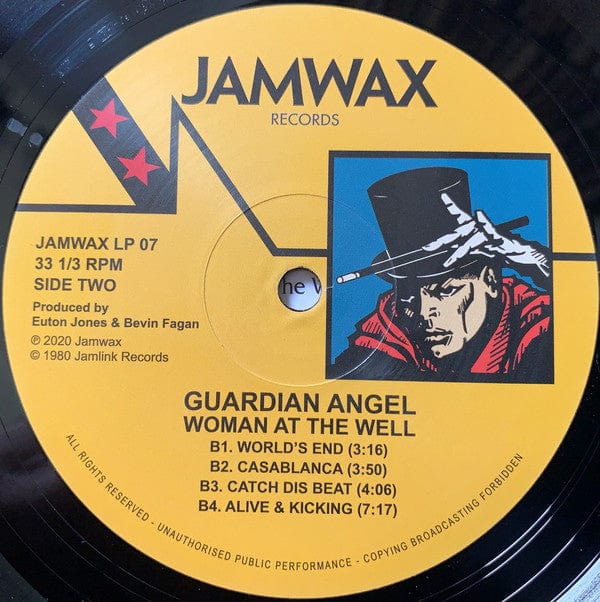 JAMWAX
RECORDS
JAMWAX LP 07
33 1/3 RPM
SIDE TWO
Produced by
Euton Jones & Bevin Fagan
℗ 2020 Jamwax
© 1980 Jamlink Records
GUARDIAN ANGEL
WOMAN AT THE WELL
B1. WORLD'S END (3:16)
B2. CASABLANCA (3:50)
B3. CATCH DIS BEAT (4:06)
B4. ALIVE & KICKING (7:17)
ALL RIGHTS RESERVED - UNAUTHORISED PUBLIC PERFORMANCE - COPYING BROADCASTING FORBIDDEN